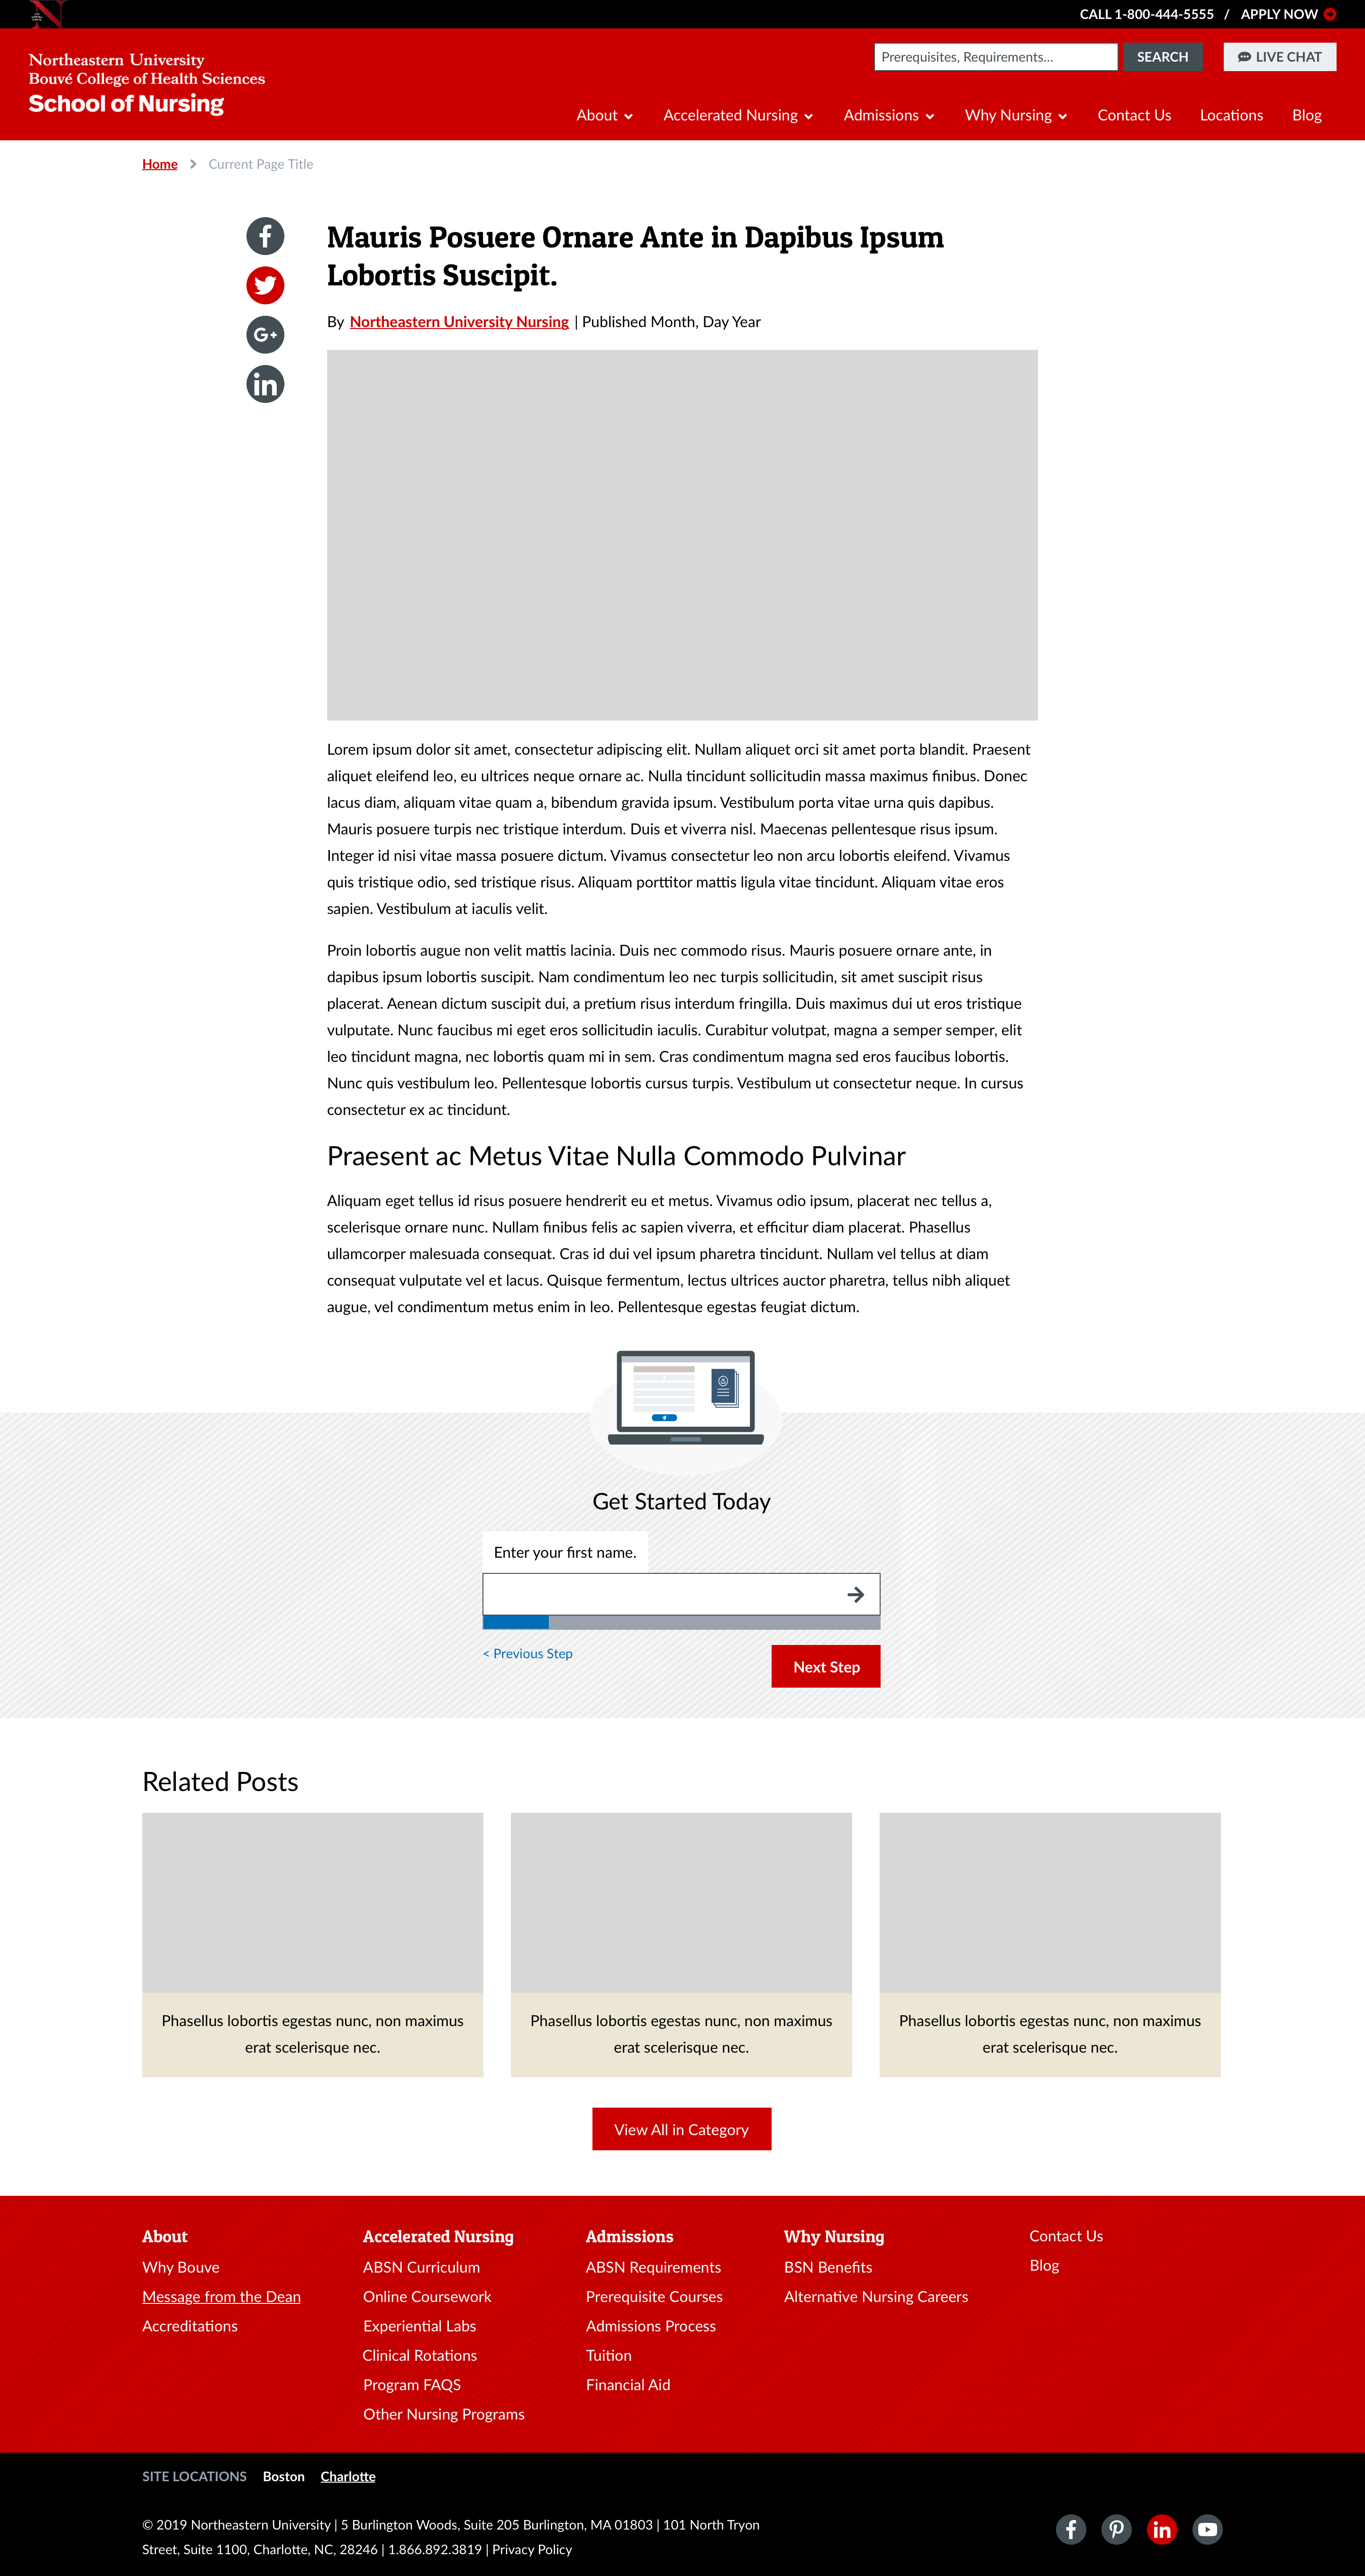 CALL 1-800-444-5555 / APPLY NOW
Northeastern University
Bouvé College of Health Sciences
School of Nursing
Prerequisites, Requirements... SEARCH LIVE CHAT
About Accelerated Nursing Admissions Why Nursing Contact Us Locations Blog
Home Current Page Title
Mauris Posuere Ornare Ante in Dapibus Ipsum
Lobortis Suscipit.
By Northeastern University Nursing | Published Month, Day Year
Lorem ipsum dolor sit amet, consectetur adipiscing elit. Nullam aliquet orci sit amet porta blandit. Praesent
aliquet eleifend leo, eu ultrices neque ornare ac. Nulla tincidunt sollicitudin massa maximus finibus. Donec
lacus diam, aliquam vitae quam a, bibendum gravida ipsum. Vestibulum porta vitae urna quis dapibus.
Mauris posuere turpis nec tristique interdum. Duis et viverra nisl. Maecenas pellentesque risus ipsum.
Integer id nisi vitae massa posuere dictum. Vivamus consectetur leo non arcu lobortis eleifend. Vivamus
quis tristique odio, sed tristique risus. Aliquam porttitor mattis ligula vitae tincidunt. Aliquam vitae eros
sapien. Vestibulum at iaculis velit.
Proin lobortis augue non velit mattis lacinia. Duis nec commodo risus. Mauris posuere ornare ante, in
dapibus ipsum lobortis suscipit. Nam condimentum leo nec turpis sollicitudin, sit amet suscipit risus
placerat. Aenean dictum suscipit dui, a pretium risus interdum fringilla. Duis maximus dui ut eros tristique
vulputate. Nunc faucibus mi eget eros sollicitudin iaculis. Curabitur volutpat, magna a semper semper, elit
leo tincidunt magna, nec lobortis quam mi in sem. Cras condimentum magna sed eros faucibus lobortis.
Nunc quis vestibulum leo. Pellentesque lobortis cursus turpis. Vestibulum ut consectetur neque. In cursus
consectetur ex ac tincidunt.
Praesent ac Metus Vitae Nulla Commodo Pulvinar
Aliquam eget tellus id risus posuere hendrerit eu et metus. Vivamus odio ipsum, placerat nec tellus a,
scelerisque ornare nunc. Nullam finibus felis ac sapien viverra, et efficitur diam placerat. Phasellus
ullamcorper malesuada consequat. Cras id dui vel ipsum pharetra tincidunt. Nullam vel tellus at diam
consequat vulputate vel et lacus. Quisque fermentum, lectus ultrices auctor pharetra, tellus nibh aliquet
augue, vel condimentum metus enim in leo. Pellentesque egestas feugiat dictum.
Get Started Today
Enter your first name.
< Previous Step
Next Step
Related Posts
Phasellus lobortis egestas nunc, non maximus
erat scelerisque nec.
Phasellus lobortis egestas nunc, non maximus
erat scelerisque nec.
Phasellus lobortis egestas nunc, non maximus
erat scelerisque nec.
View All in Category
About
Why Bouve
Message from the Dean
Accreditations
Accelerated Nursing
ABSN Curriculum
Online Coursework
Experiential Labs
Clinical Rotations
Program FAQS
Other Nursing Programs
Admissions
ABSN Requirements
Prerequisite Courses
Admissions Process
Tuition
Financial Aid
Why Nursing
BSN Benefits
Alternative Nursing Careers
Contact Us
Blog
SITE LOCATIONS Boston Charlotte
© 2019 Northeastern University | 5 Burlington Woods, Suite 205 Burlington, MA 01803 | 101 North Tryon
Street, Suite 1100, Charlotte, NC, 28246 | 1.866.892.3819 | Privacy Policy